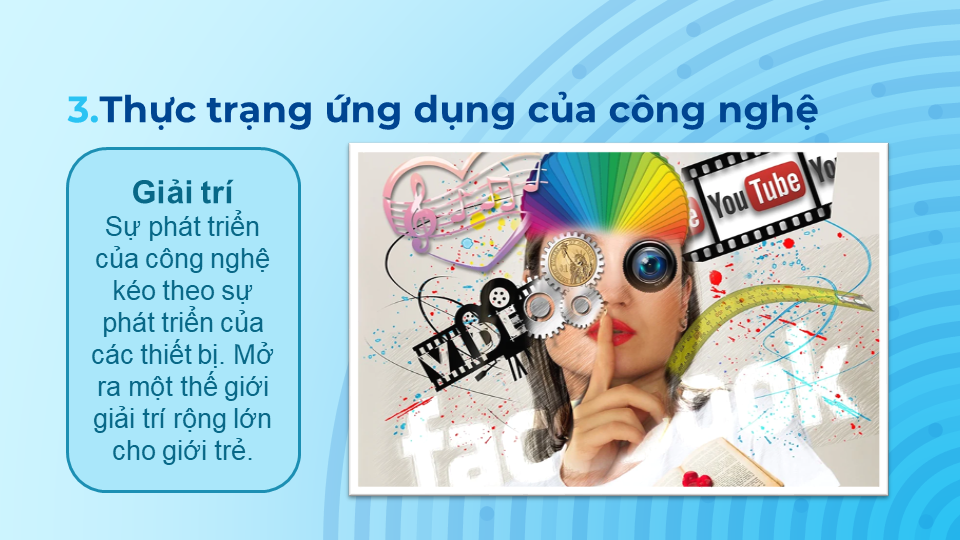 3.Thực trạng ứng dụng của công nghệ
Giải trí
Sự phát triển
của công nghệ
kéo theo sự
phát triển của
các thiết bị. Mở
ra một thế giới
giải trí rộng lớn
cho giới trẻ.
YouTube
VIDEO
facebook